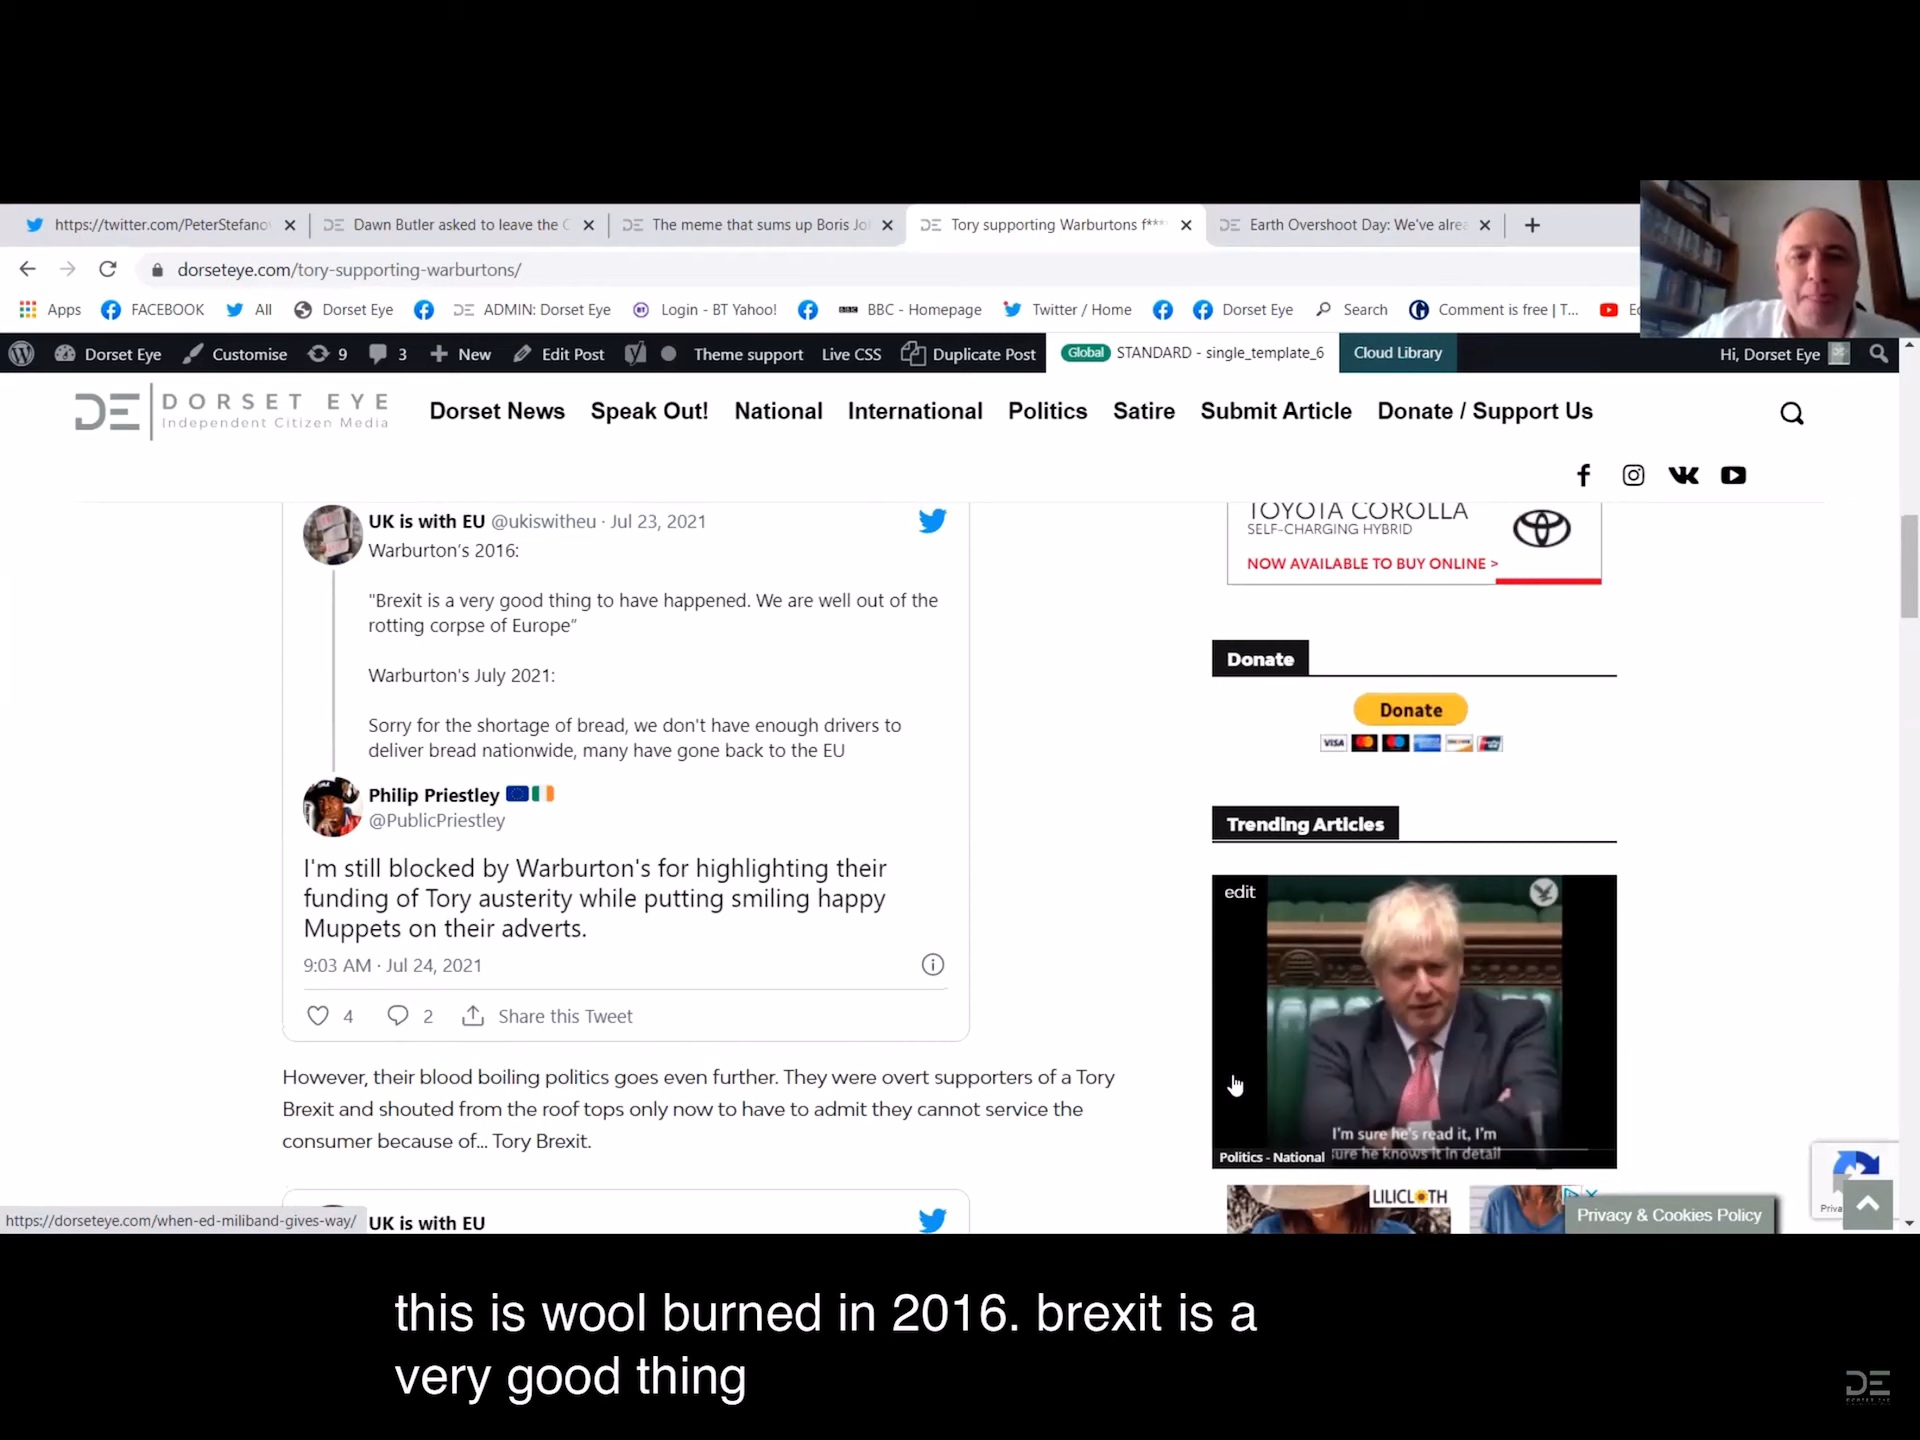 https://twitter.com/PeterStefano
Dawn Butler asked to leave the C
The meme that sums up Boris Jo
Tory supporting Warburtons f***
Earth Overshoot Day: We've alrea
dorseteye.com/tory-supporting-warburtons/
Apps FACEBOOK All Dorset Eye ADMIN: Dorset Eye Login - BT Yahoo! BBC - Homepage Twitter / Home Dorset Eye Search Comment is free | T...
Dorset Eye Customise 9 3 New Edit Post Theme support Live CSS Duplicate Post Global STANDARD - single_template_6 Cloud Library Hi, Dorset Eye
DE DORSET EYE
Independent Citizen Media
Dorset News Speak Out! National International Politics Satire Submit Article Donate / Support Us
UK is with EU @ukiswitheu · Jul 23, 2021
Warburton's 2016:
"Brexit is a very good thing to have happened. We are well out of the
rotting corpse of Europe"
Warburton's July 2021:
Sorry for the shortage of bread, we don't have enough drivers to
deliver bread nationwide, many have gone back to the EU
Philip Priestley
@PublicPriestley
I'm still blocked by Warburton's for highlighting their
funding of Tory austerity while putting smiling happy
Muppets on their adverts.
9:03 AM · Jul 24, 2021
4 2 Share this Tweet
However, their blood boiling politics goes even further. They were overt supporters of a Tory
Brexit and shouted from the roof tops only now to have to admit they cannot service the
consumer because of... Tory Brexit.
UK is with EU
https://dorseteye.com/when-ed-miliband-gives-way/
TOYOTA COROLLA
SELF-CHARGING HYBRID
NOW AVAILABLE TO BUY ONLINE >
Donate
Donate
VISA
Trending Articles
edit
I'm sure he's read it, I'm
sure he knows it in detail
Politics - National
LILICLOTH
Privacy & Cookies Policy
this is wool burned in 2016. brexit is a
very good thing
DE